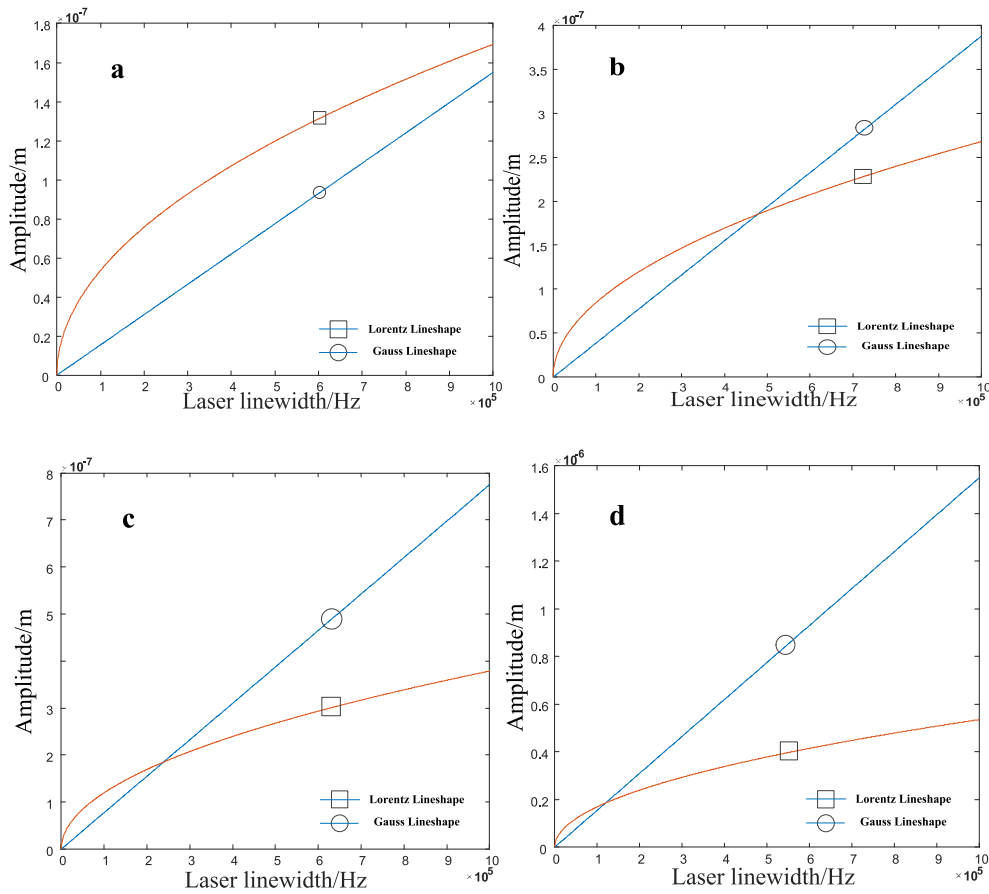 × 10⁻⁷
1.8
1.6
1.4
1.2
1
0.8
0.6
0.4
0.2
0
Amplitude/m
a
Lorentz Lineshape
Gauss Lineshape
0 1 2 3 4 5 6 7 8 9 10
Laser linewidth/Hz
× 10⁵
× 10⁻⁷
4
3.5
3
2.5
2
1.5
1
0.5
0
Amplitude/m
b
Lorentz Lineshape
Gauss Lineshape
0 1 2 3 4 5 6 7 8 9 10
Laser linewidth/Hz
× 10⁵
× 10⁻⁷
8
7
5
3
2
1
0
Amplitude/m
c
Lorentz Lineshape
Gauss Lineshape
0 1 2 3 4 5 6 7 8 9 10
Laser linewidth/Hz
× 10⁵
× 10⁻⁶
1.6
1.4
1.2
0.8
0.6
0.4
0.2
0
Amplitude/m
d
Lorentz Lineshape
Gauss Lineshape
0 1 2 3 4 5 6 7 8 9 10
Laser linewidth/Hz
× 10⁵